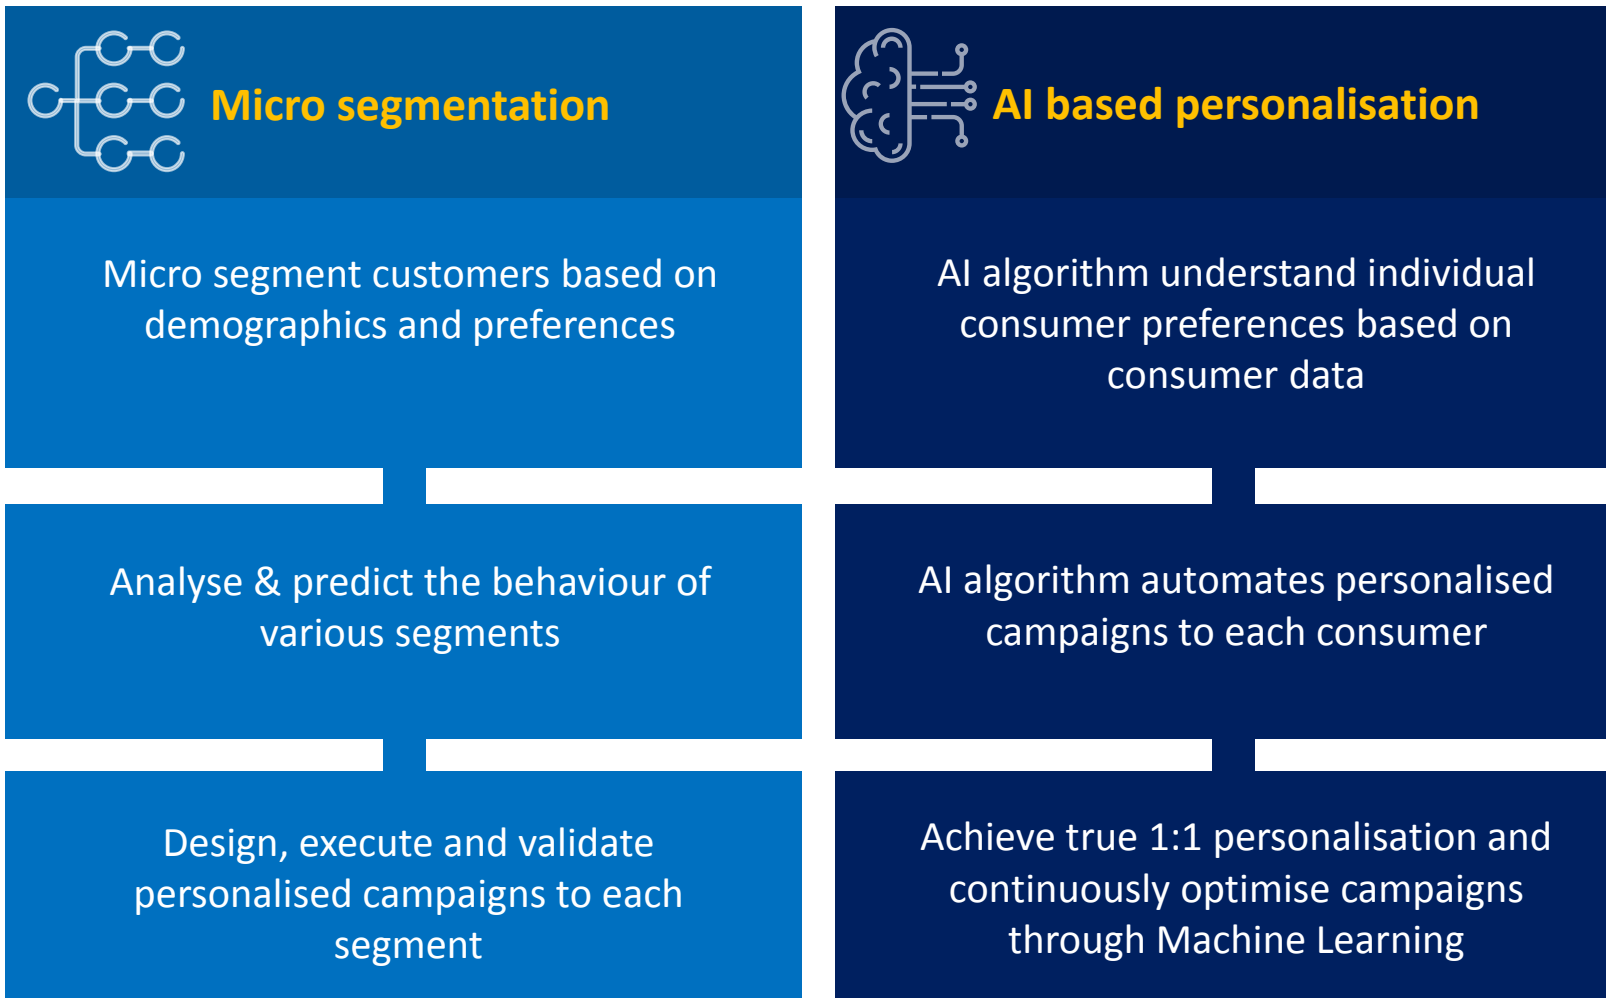 Micro segmentation
Micro segment customers based on
demographics and preferences
Analyse & predict the behaviour of
various segments
Design, execute and validate
personalised campaigns to each
segment
AI based personalisation
AI algorithm understand individual
consumer preferences based on
consumer data
AI algorithm automates personalised
campaigns to each consumer
Achieve true 1:1 personalisation and
continuously optimise campaigns
through Machine Learning